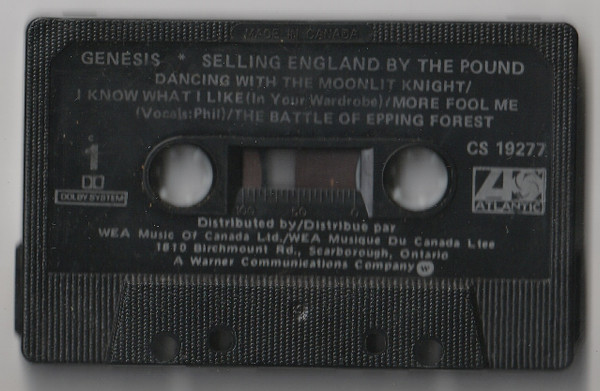 MADE IN CANADA
GENESIS * SELLING ENGLAND BY THE POUND
DANCING WITH THE MOONLIT KNIGHT/
I KNOW WHAT I LIKE (In Your Wardrobe)/MORE FOOL ME
(Vocals:Phil)/THE BATTLE OF EPPING FOREST
1
CS 19277
DOLBY SYSTEM
ATLANTIC
100 50 0
Distributed by/Distribué par
WEA Music Of Canada Ltd./WEA Musique Du Canada Ltee
1810 Birchmount Rd., Scarborough, Ontario
A Warner Communications Company